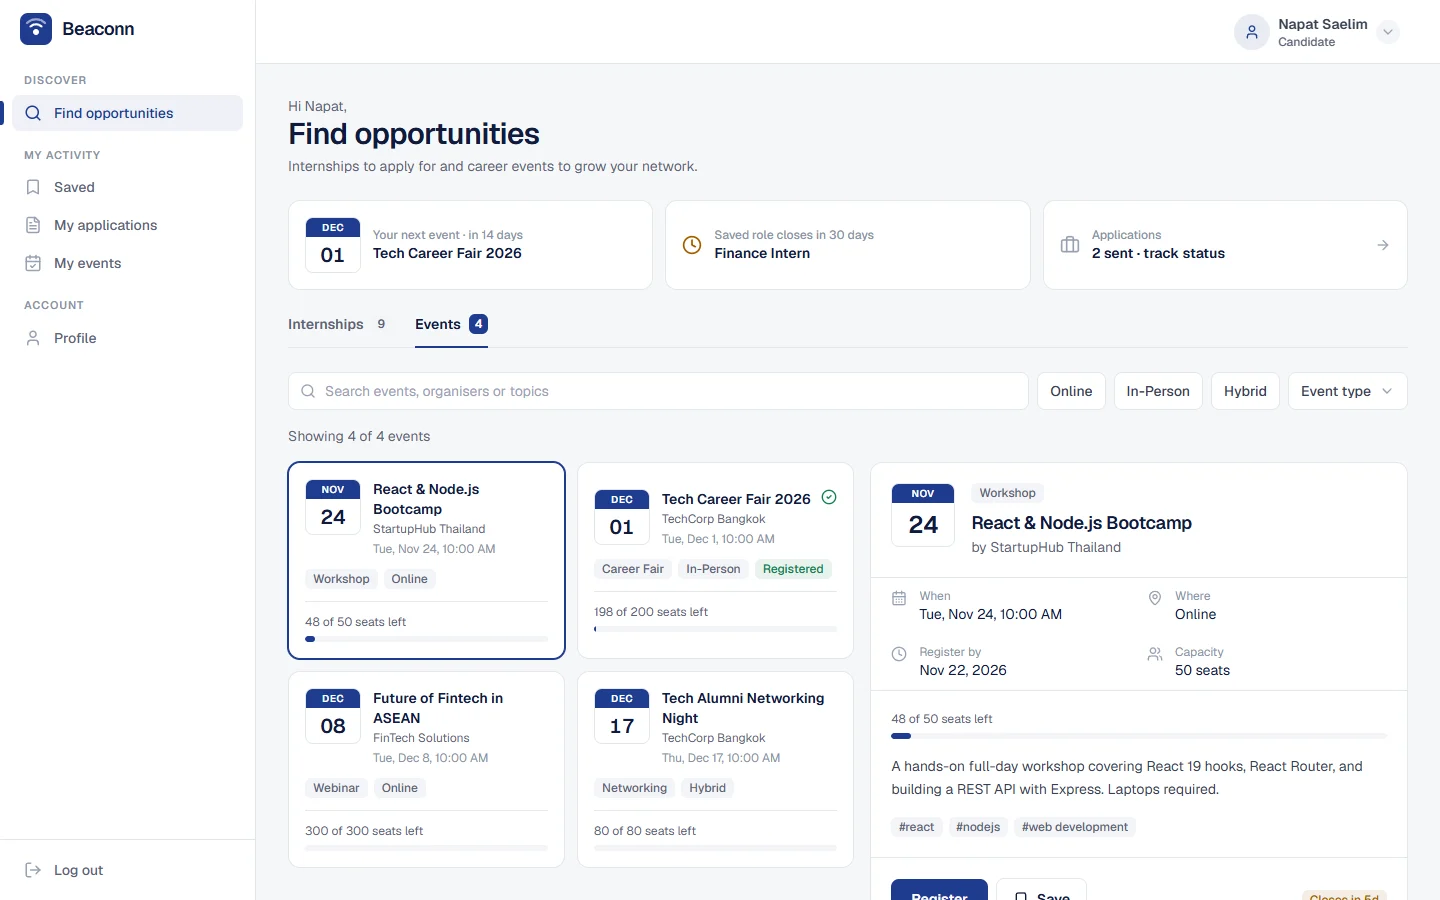 Beaconn
DISCOVER
Find opportunities
MY ACTIVITY
Saved
My applications
My events
ACCOUNT
Profile
Log out
Napat Saelim
Candidate
Hi Napat,
Find opportunities
Internships to apply for and career events to grow your network.
DEC
01
Your next event · in 14 days
Tech Career Fair 2026
Saved role closes in 30 days
Finance Intern
Applications
2 sent · track status
Internships 9
Events 4
Search events, organisers or topics
Online
In-Person
Hybrid
Event type
Showing 4 of 4 events
NOV
24
React & Node.js
Bootcamp
StartupHub Thailand
Tue, Nov 24, 10:00 AM
Workshop
Online
48 of 50 seats left
DEC
01
Tech Career Fair 2026
TechCorp Bangkok
Tue, Dec 1, 10:00 AM
Career Fair
In-Person
Registered
198 of 200 seats left
DEC
08
Future of Fintech in
ASEAN
FinTech Solutions
Tue, Dec 8, 10:00 AM
Webinar
Online
300 of 300 seats left
DEC
17
Tech Alumni Networking
Night
TechCorp Bangkok
Thu, Dec 17, 10:00 AM
Networking
Hybrid
80 of 80 seats left
NOV
24
Workshop
React & Node.js Bootcamp
by StartupHub Thailand
When
Tue, Nov 24, 10:00 AM
Where
Online
Register by
Nov 22, 2026
Capacity
50 seats
48 of 50 seats left
A hands-on full-day workshop covering React 19 hooks, React Router, and
building a REST API with Express. Laptops required.
#react
#nodejs
#web development
Register
Save
Closes in 5d